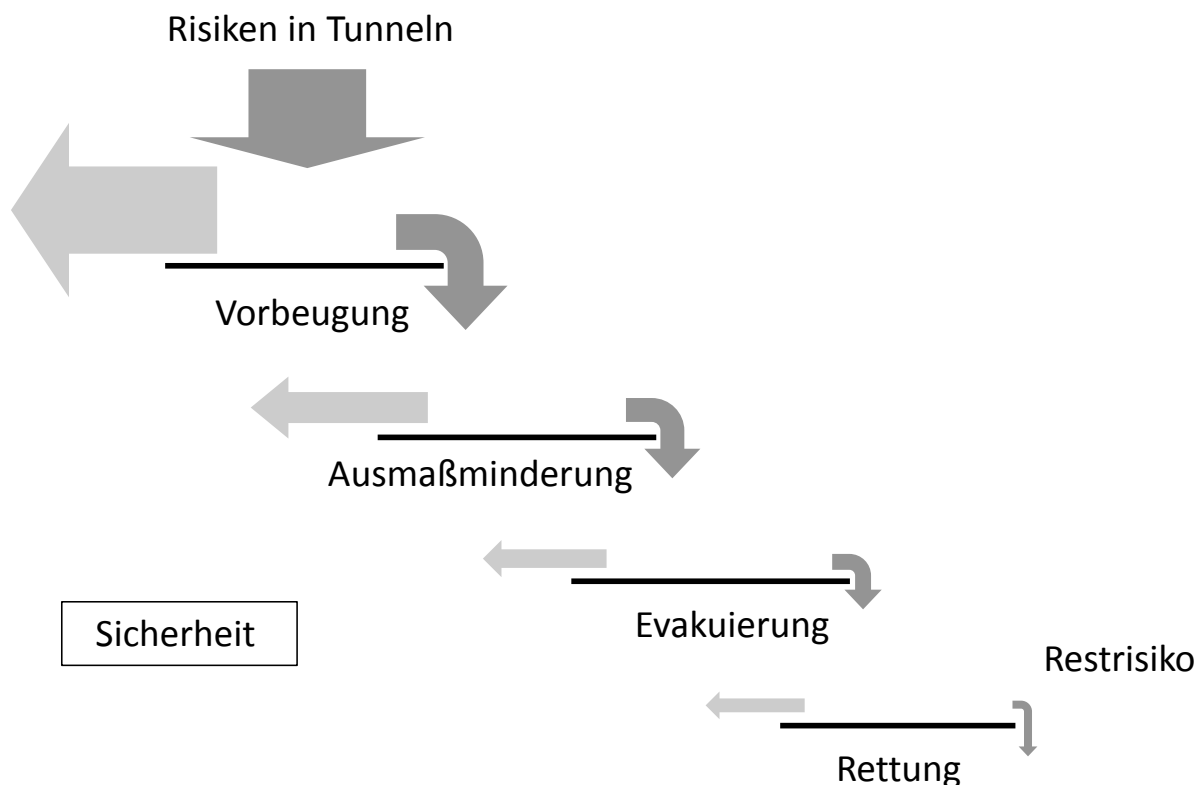 Risiken in Tunneln
Vorbeugung
Ausmaßminderung
Evakuierung
Sicherheit
Restrisiko
Rettung